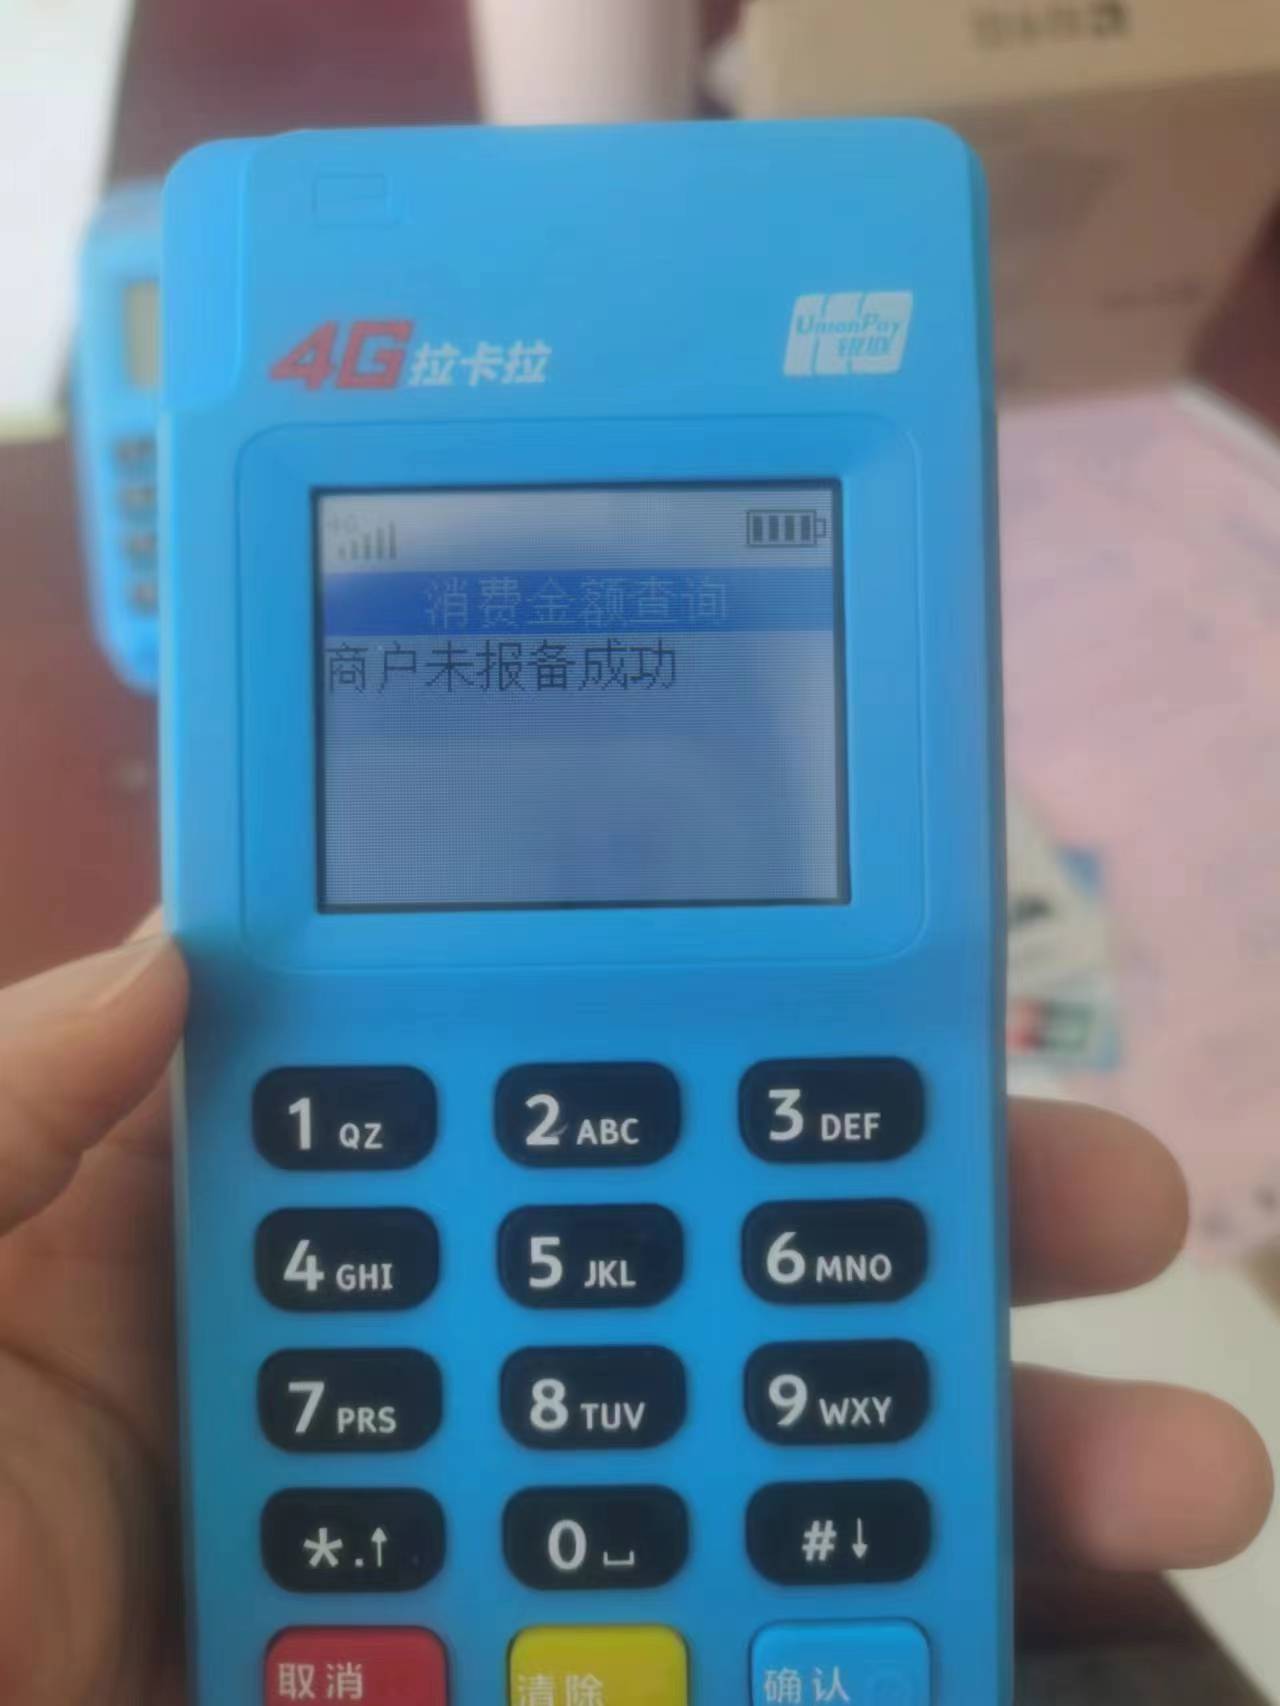 4G拉卡拉
UnionPay
银联
4G
消费金额查询
商户未报备成功
1 QZ
2 ABC
3 DEF
4 GHI
5 JKL
6 MNO
7 PRS
8 TUV
9 WXY
*.↑
0 ⎵
# ↓
取消
清除
确认